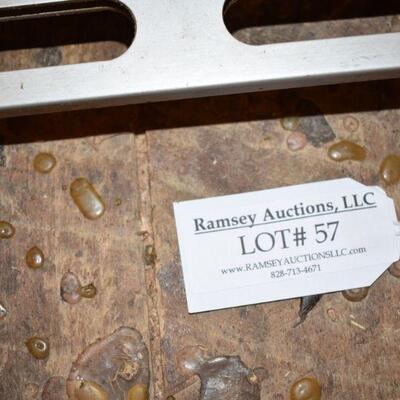 Ramsey Auctions, LLC
LOT# 57
WWW.RAMSEYAUCTIONSLLC.com
828-713-4671